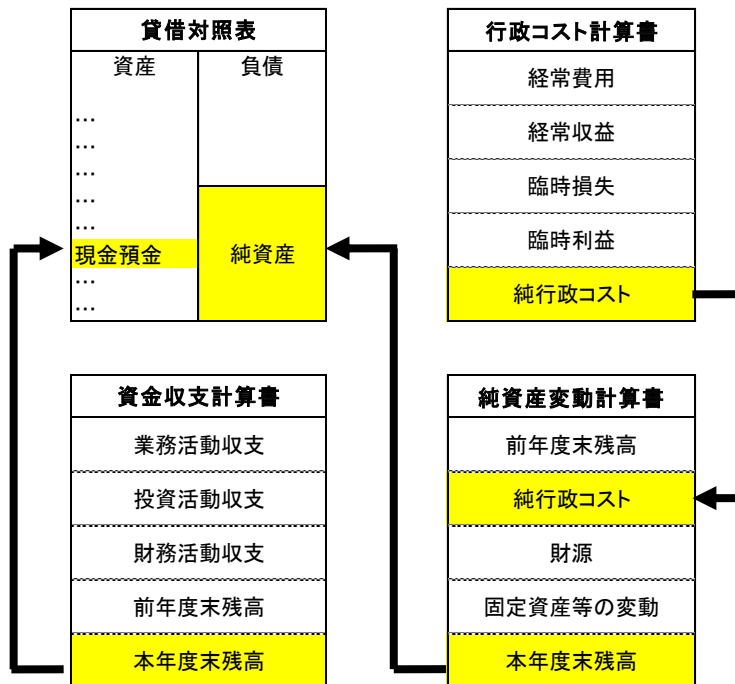 貸借対照表
資産
負債
…
…
…
…
…
現金預金
…
…
純資産
行政コスト計算書
経常費用
経常収益
臨時損失
臨時利益
純行政コスト
資金収支計算書
業務活動収支
投資活動収支
財務活動収支
前年度末残高
本年度末残高
純資産変動計算書
前年度末残高
純行政コスト
財源
固定資産等の変動
本年度末残高